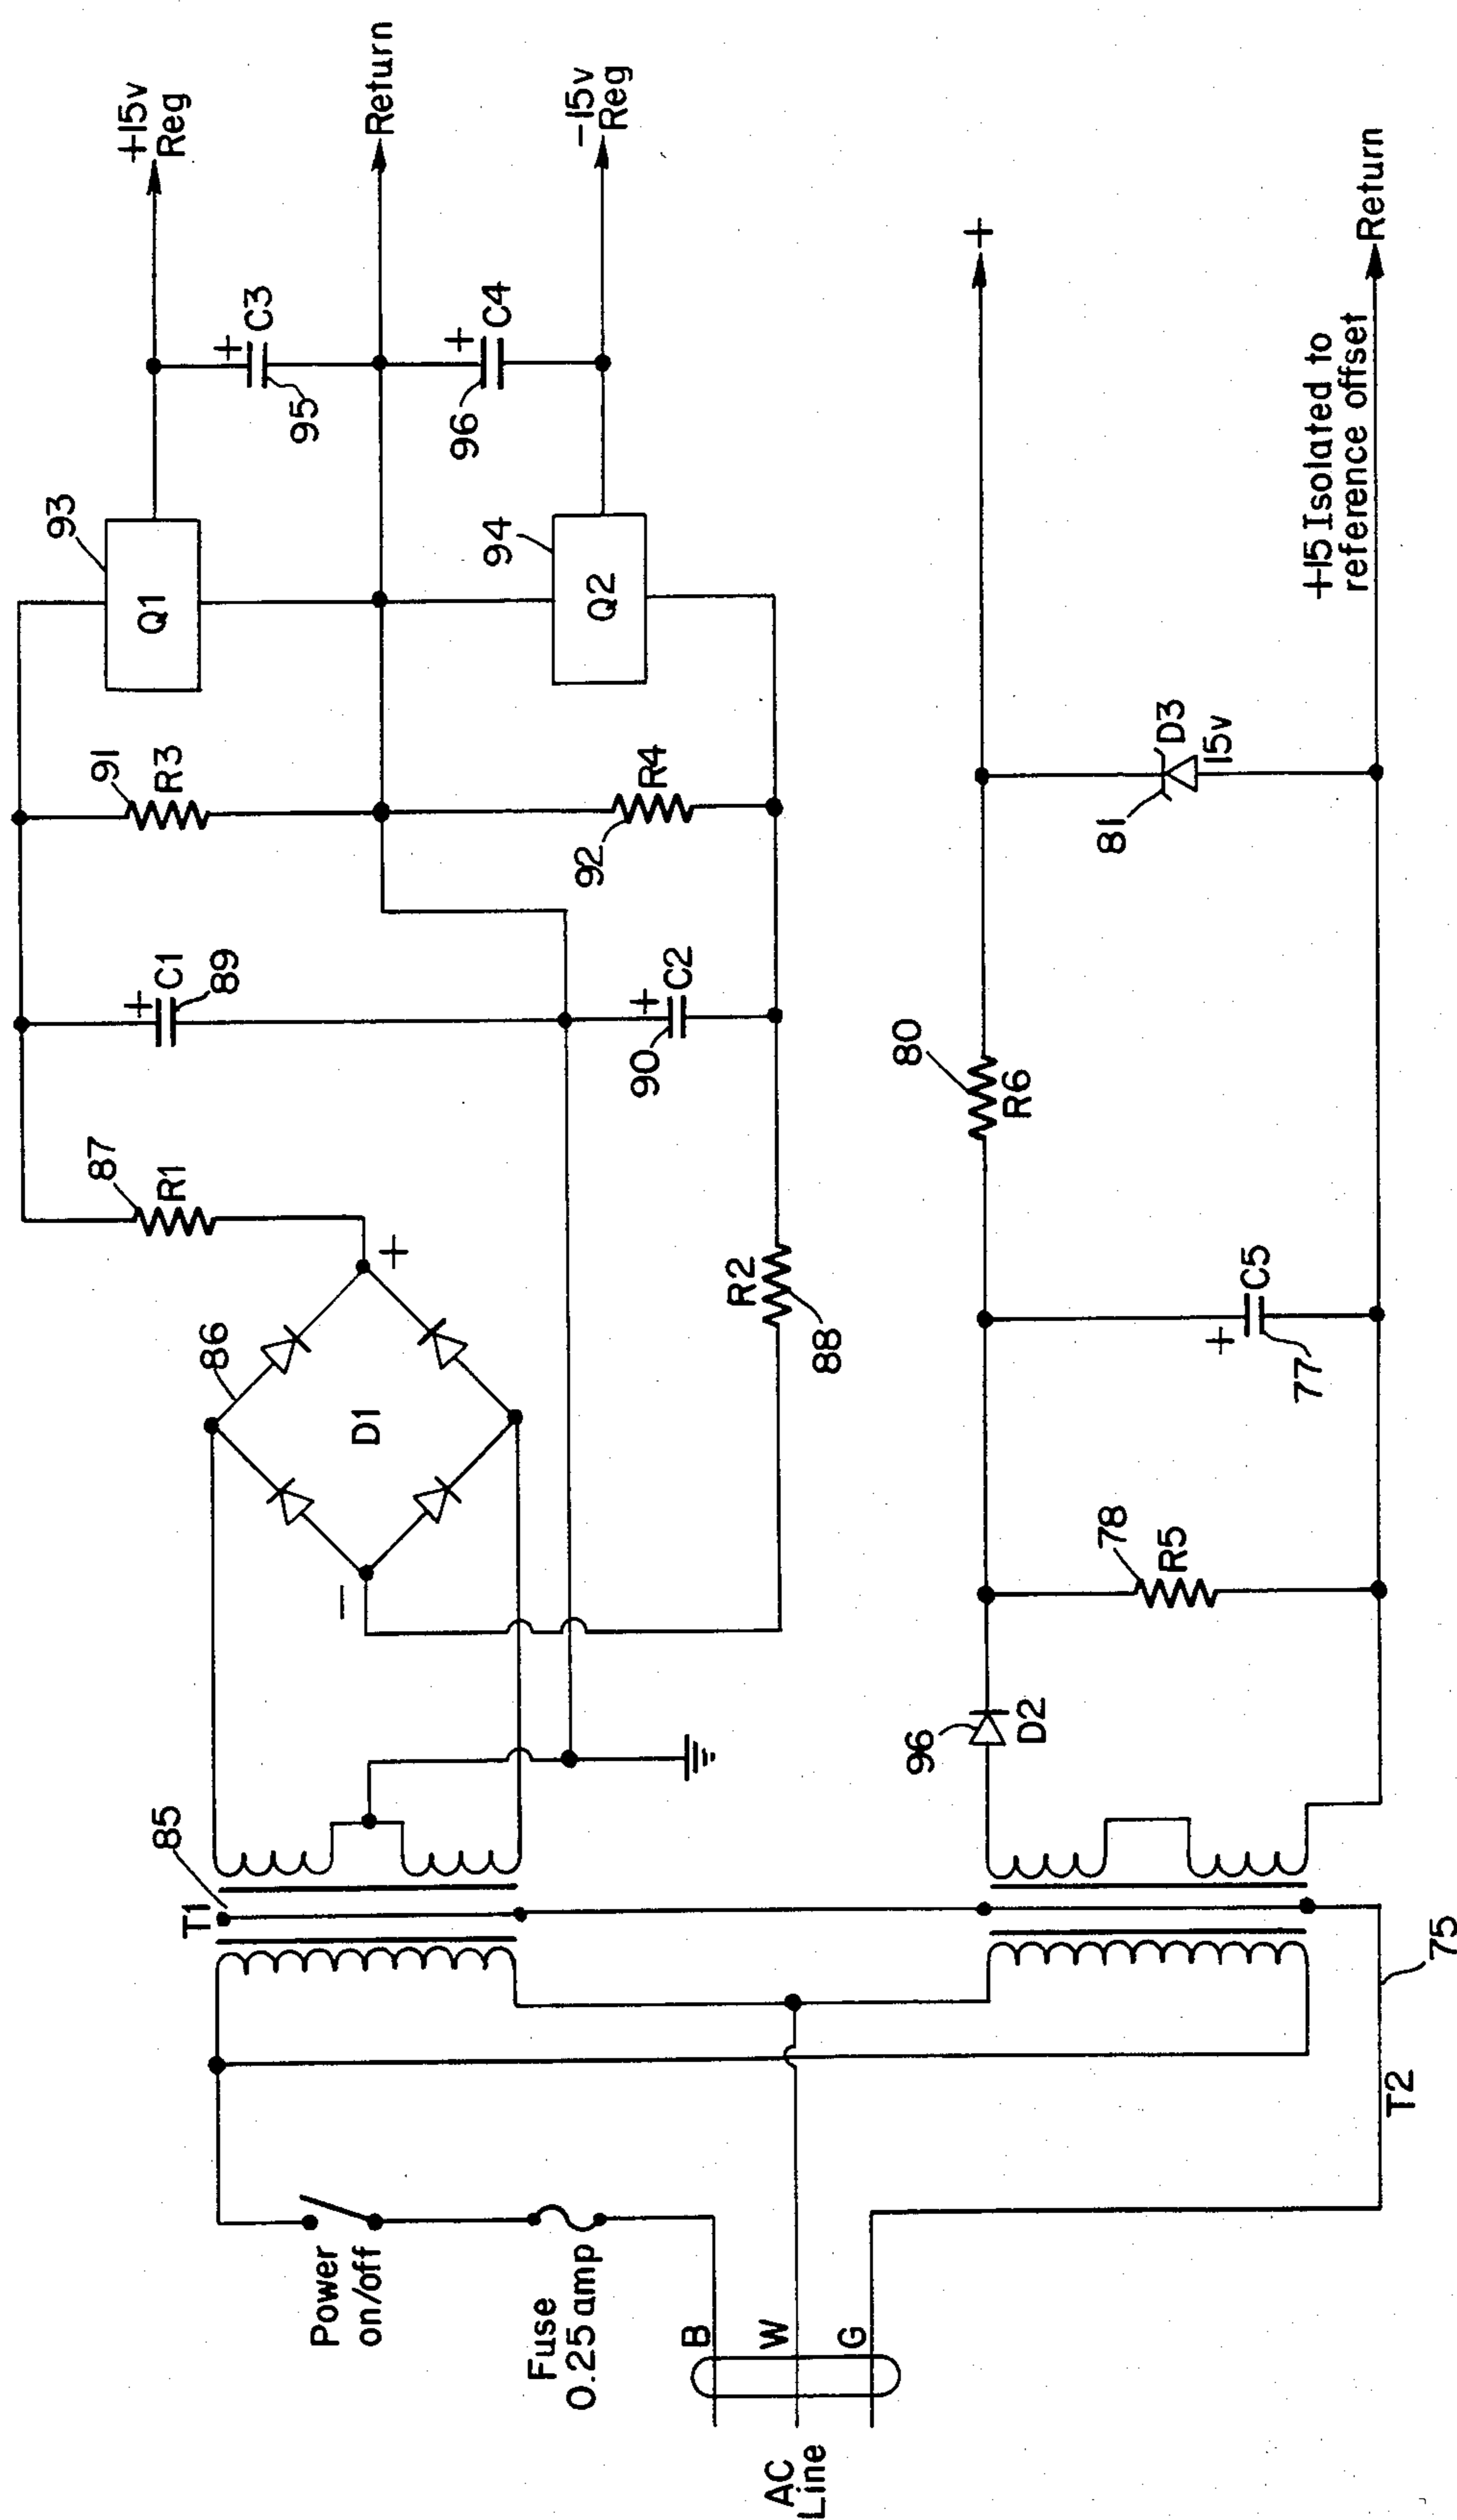 +15v
Reg
Return
-15v
Reg
+
C3
95
+
C4
96
93
Q1
94
Q2
91
R3
92
R4
+
C1
89
+
C2
90
87
R1
R2
88
86
D1
+
−
T1
85
Power
on/off
Fuse
0.25 amp
B
W
G
AC
Line
+
Return
+15 Isolated to
reference offset
D3
15v
81
80
R6
C5
+
77
78
R5
96
D2
75
T2